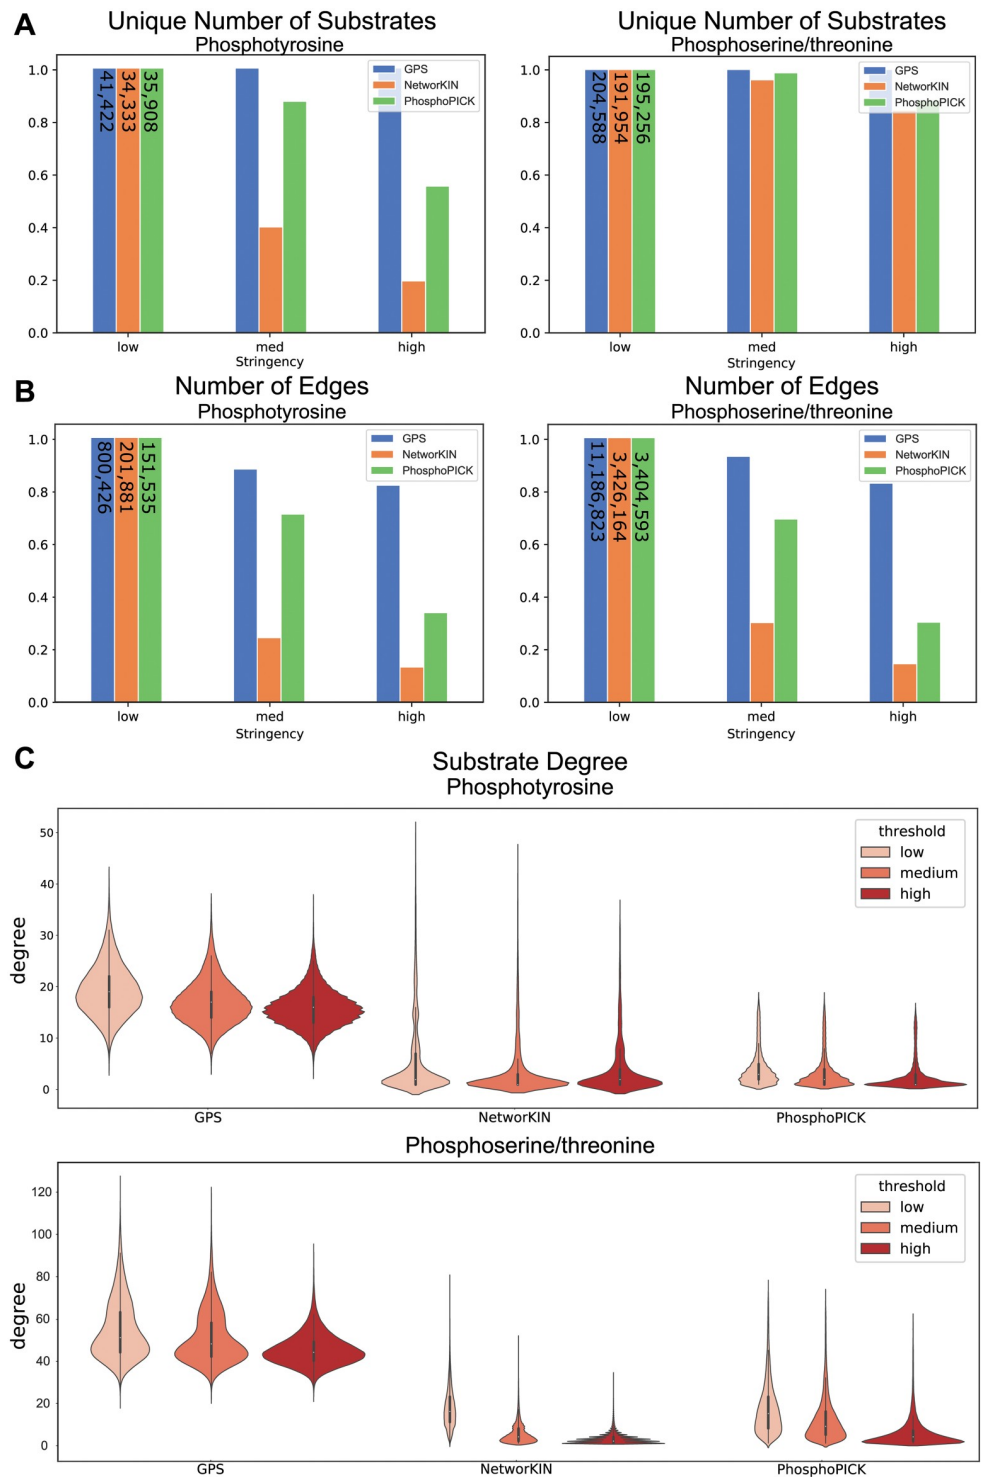 A
Unique Number of Substrates
Phosphotyrosine
1.0
0.8
0.6
0.4
0.2
0.0
41,422
34,333
35,908
GPS
NetworKIN
PhosphoPICK
low
med
high
Stringency
Unique Number of Substrates
Phosphoserine/threonine
1.0
0.8
0.6
0.4
0.2
0.0
204,588
191,954
195,256
GPS
NetworKIN
PhosphoPICK
low
med
high
Stringency
B
Number of Edges
Phosphotyrosine
1.0
0.8
0.6
0.4
0.2
0.0
800,426
201,881
151,535
GPS
NetworKIN
PhosphoPICK
low
med
high
Stringency
Number of Edges
Phosphoserine/threonine
1.0
0.8
0.6
0.4
0.2
0.0
11,186,823
3,426,164
3,404,593
GPS
NetworKIN
PhosphoPICK
low
med
high
Stringency
C
Substrate Degree
Phosphotyrosine
degree
50
40
30
20
10
0
threshold
low
medium
high
GPS
NetworKIN
PhosphoPICK
Phosphoserine/threonine
degree
120
100
80
60
40
20
0
threshold
low
medium
high
GPS
NetworKIN
PhosphoPICK